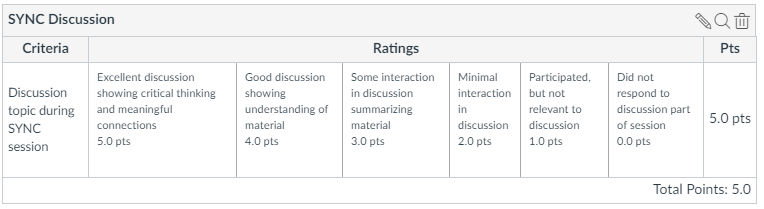 SYNC Discussion
Criteria
Ratings
Pts
Discussion
topic during
SYNC
session
Excellent discussion
showing critical thinking
and meaningful
connections
5.0 pts
Good discussion
showing
understanding of
material
4.0 pts
Some interaction
in discussion
summarizing
material
3.0 pts
Minimal
interaction
in
discussion
2.0 pts
Participated,
but not
relevant to
discussion
1.0 pts
Did not
respond to
discussion part
of session
0.0 pts
5.0 pts
Total Points: 5.0